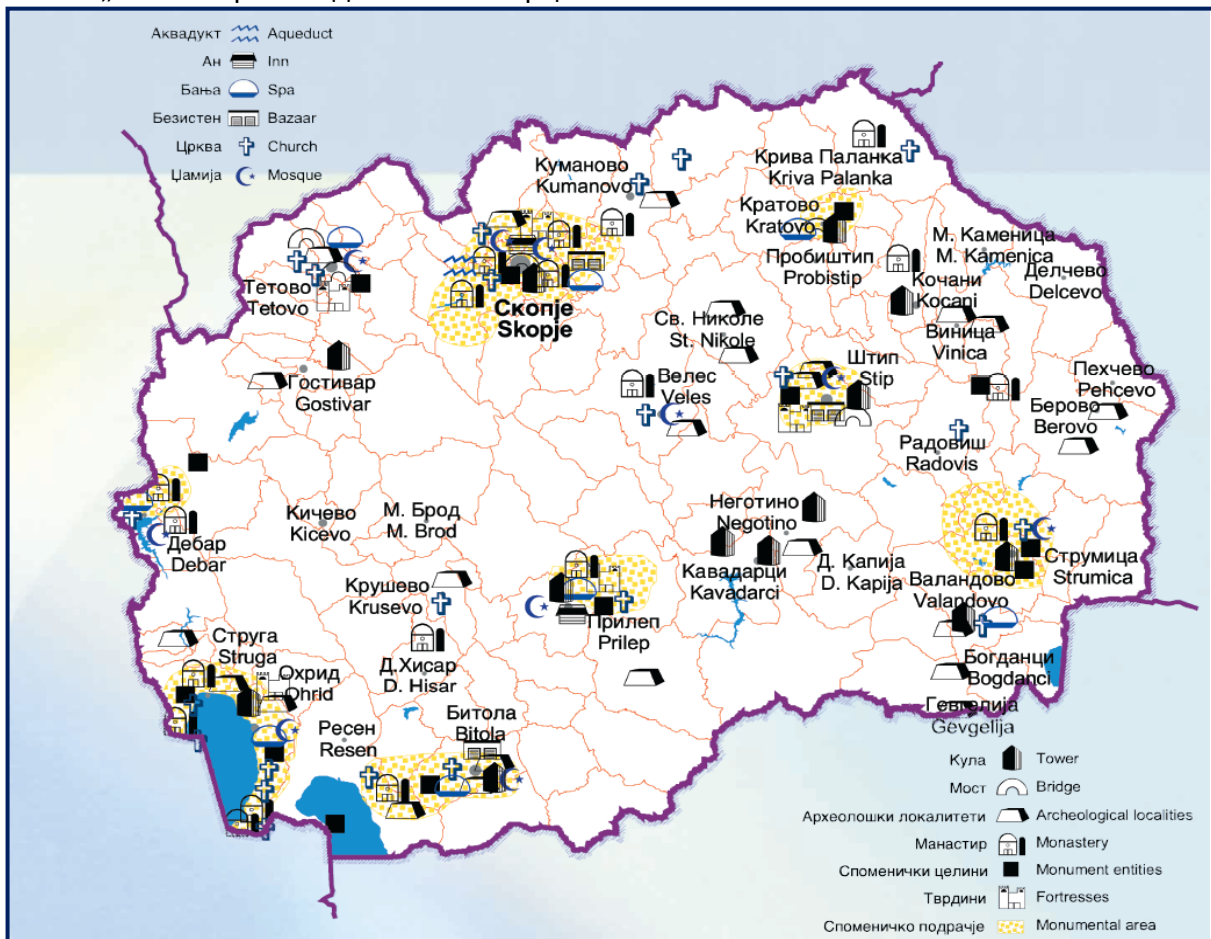 Аквадукт Aqueduct
Ан Inn
Бања Spa
Безистен Bazaar
Црква Church
Џамија Mosque
Куманово
Kumanovo
Крива Паланка
Kriva Palanka
Кратово
Kratovo
Пробиштип
Probistip
М. Каменица
M. Kamenica
Делчево
Delcevo
Кочани
Kocani
Виница
Vinica
Тетово
Tetovo
Скопје
Skopje
Св. Николе
St. Nikole
Штип
Stip
Пехчево
Pehcevo
Гостивар
Gostivar
Велес
Veles
Берово
Berovo
Радовиш
Radovis
Кичево
Kicevo
М. Брод
M. Brod
Неготино
Negotino
Дебар
Debar
Крушево
Krusevo
Кавадарци
Kavadarci
Д. Капија
D. Kapija
Струмица
Strumica
Валандово
Valandovo
Прилеп
Prilep
Струга
Struga
Охрид
Ohrid
Д.Хисар
D. Hisar
Богданци
Bogdanci
Ресен
Resen
Битола
Bitola
Гевгелија
Gevgelija
Кула Tower
Мост Bridge
Археолошки локалитети Archeological localities
Манастир Monastery
Споменички целини Monument entities
Тврдини Fortresses
Споменичко подрачје Monumental area